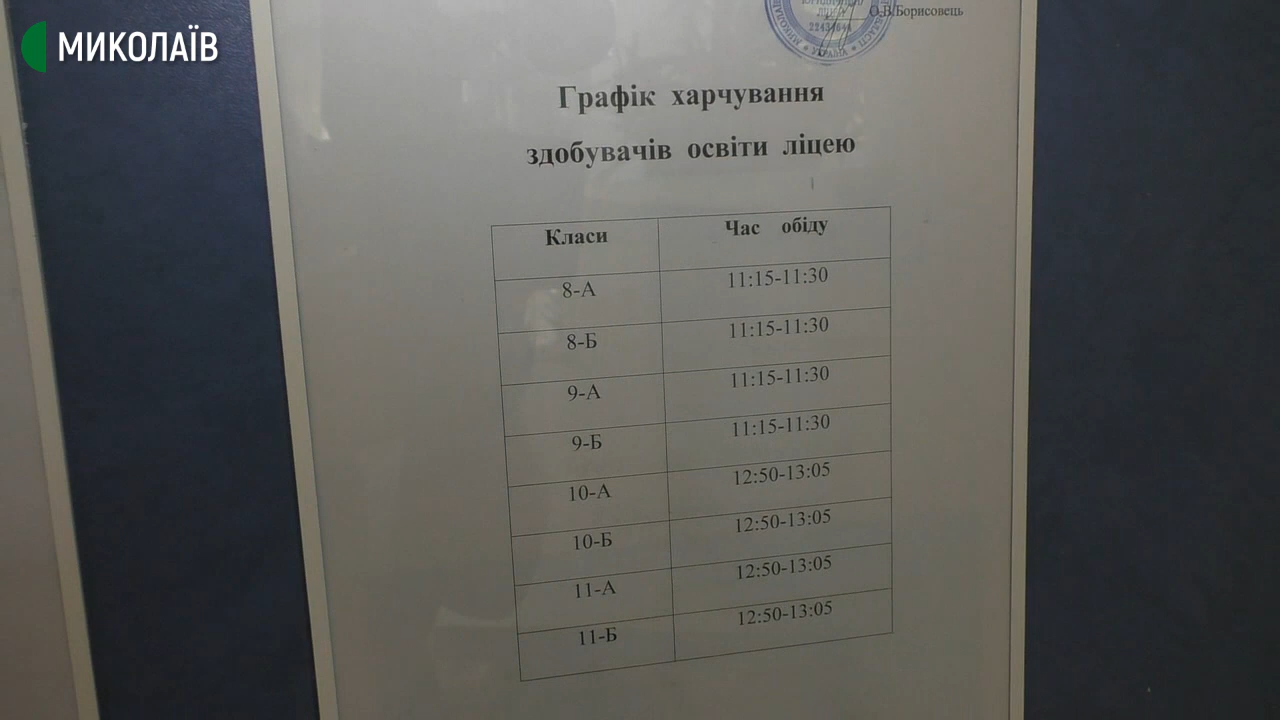 МИКОЛАЇВ
О.В.Борисовець
Графік харчування
здобувачів освіти ліцею
Класи Час обіду
8-А 11:15-11:30
8-Б 11:15-11:30
9-А 11:15-11:30
9-Б 11:15-11:30
10-А 12:50-13:05
10-Б 12:50-13:05
11-А 12:50-13:05
11-Б 12:50-13:05